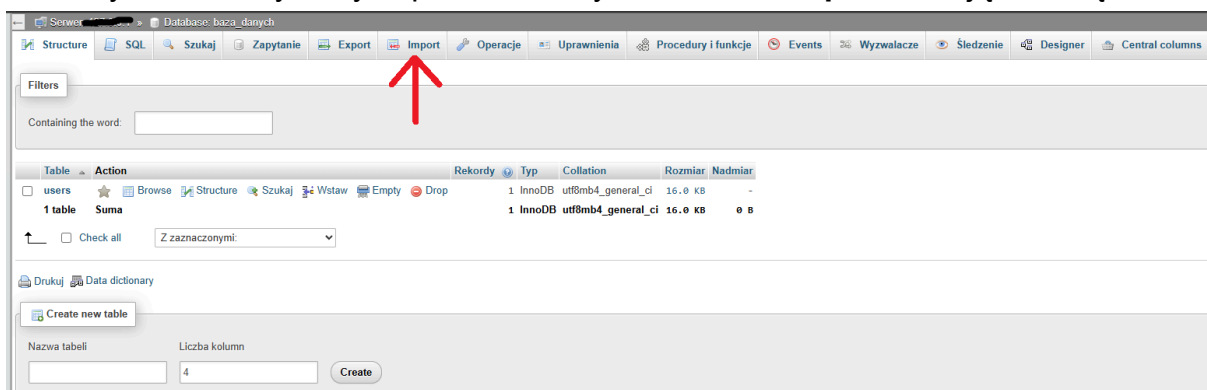 ← Serwer » Database: baza_danych
Structure SQL Szukaj Zapytanie Export Import Operacje Uprawnienia Procedury i funkcje Events Wyzwalacze Śledzenie Designer Central columns
Filters
Containing the word:
Table Action Rekordy Typ Collation Rozmiar Nadmiar
users Browse Structure Szukaj Wstaw Empty Drop 1 InnoDB utf8mb4_general_ci 16.0 KB -
1 table Suma 1 InnoDB utf8mb4_general_ci 16.0 KB 0 B
Check all Z zaznaczonymi:
Drukuj Data dictionary
Create new table
Nazwa tabeli Liczba kolumn
4 Create